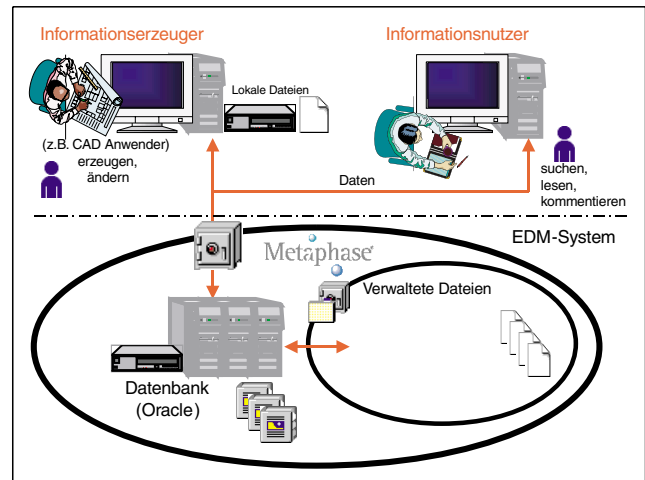 Informationserzeuger
Informationsnutzer
Lokale Dateien
(z.B. CAD Anwender)
erzeugen,
ändern
Daten
suchen,
lesen,
kommentieren
EDM-System
Metaphase
Verwaltete Dateien
Datenbank
(Oracle)